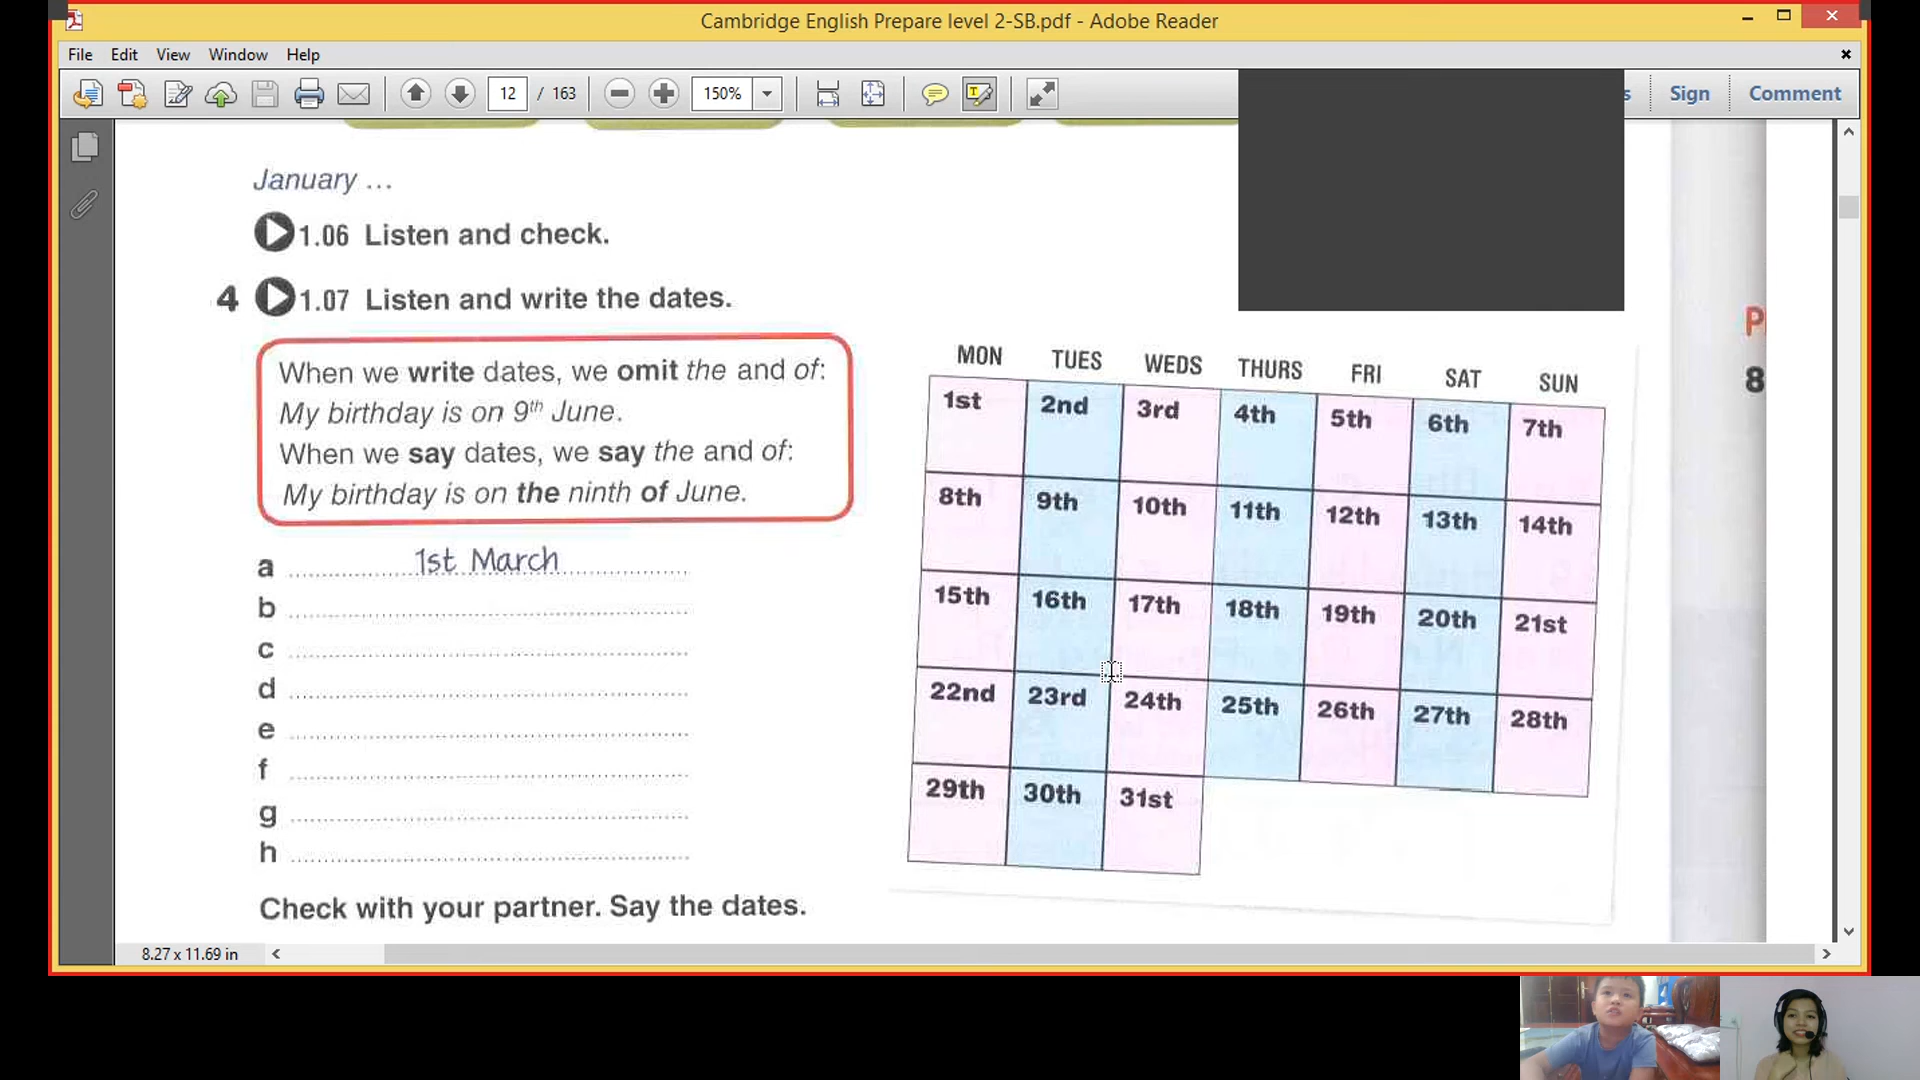 Cambridge English Prepare level 2-SB.pdf - Adobe Reader
File Edit View Window Help
12 / 163 150% Sign Comment
January ...
1.06 Listen and check.
4 1.07 Listen and write the dates.
When we write dates, we omit the and of:
My birthday is on 9th June.
When we say dates, we say the and of:
My birthday is on the ninth of June.
a 1st March
b
c
d
e
f
g
h
Check with your partner. Say the dates.
MON TUES WEDS THURS FRI SAT SUN
1st 2nd 3rd 4th 5th 6th 7th
8th 9th 10th 11th 12th 13th 14th
15th 16th 17th 18th 19th 20th 21st
22nd 23rd 24th 25th 26th 27th 28th
29th 30th 31st
P
8
8.27 x 11.69 in